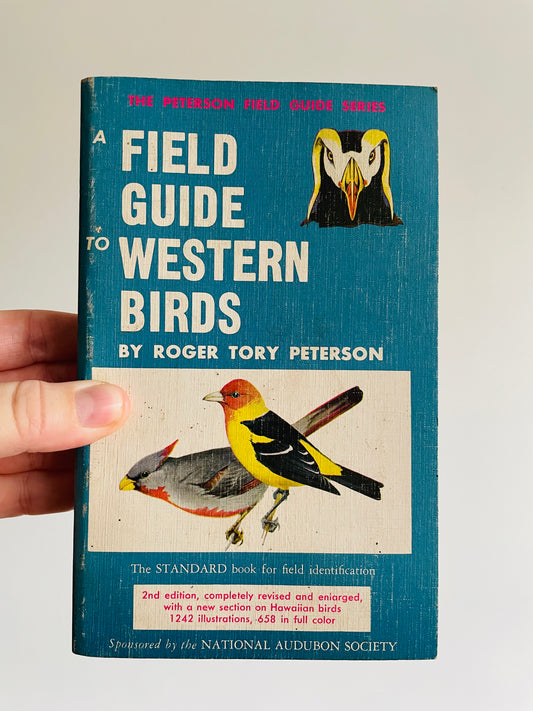 THE PETERSON FIELD GUIDE SERIES
A
FIELD
GUIDE
TO
WESTERN
BIRDS
BY ROGER TORY PETERSON
The STANDARD book for field identification
2nd edition, completely revised and enlarged,
with a new section on Hawaiian birds
1242 illustrations, 658 in full color
Sponsored by the NATIONAL AUDUBON SOCIETY